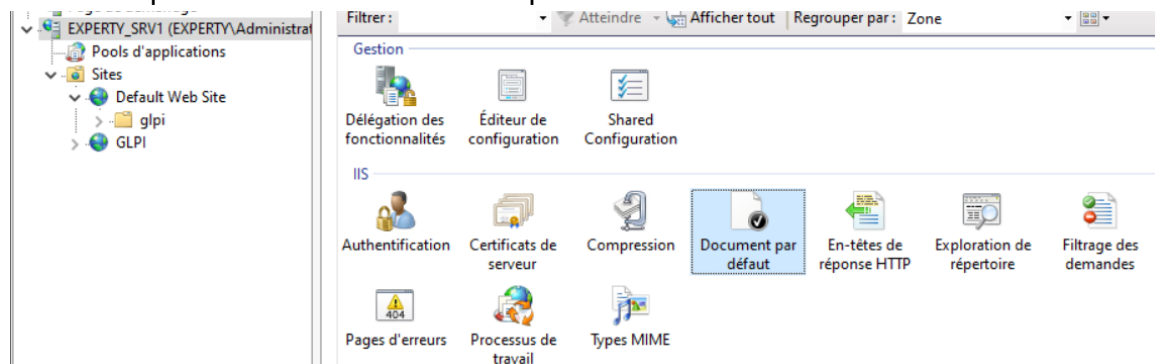 EXPERTY_SRV1 (EXPERTY\Administrat
Pools d'applications
Sites
Default Web Site
glpi
GLPI
Filtrer : Atteindre Afficher tout Regrouper par : Zone
Gestion
Délégation des fonctionnalités
Éditeur de configuration
Shared Configuration
IIS
Authentification
Certificats de serveur
Compression
Document par défaut
En-têtes de réponse HTTP
Exploration de répertoire
Filtrage des demandes
404
Pages d'erreurs
Processus de travail
Types MIME